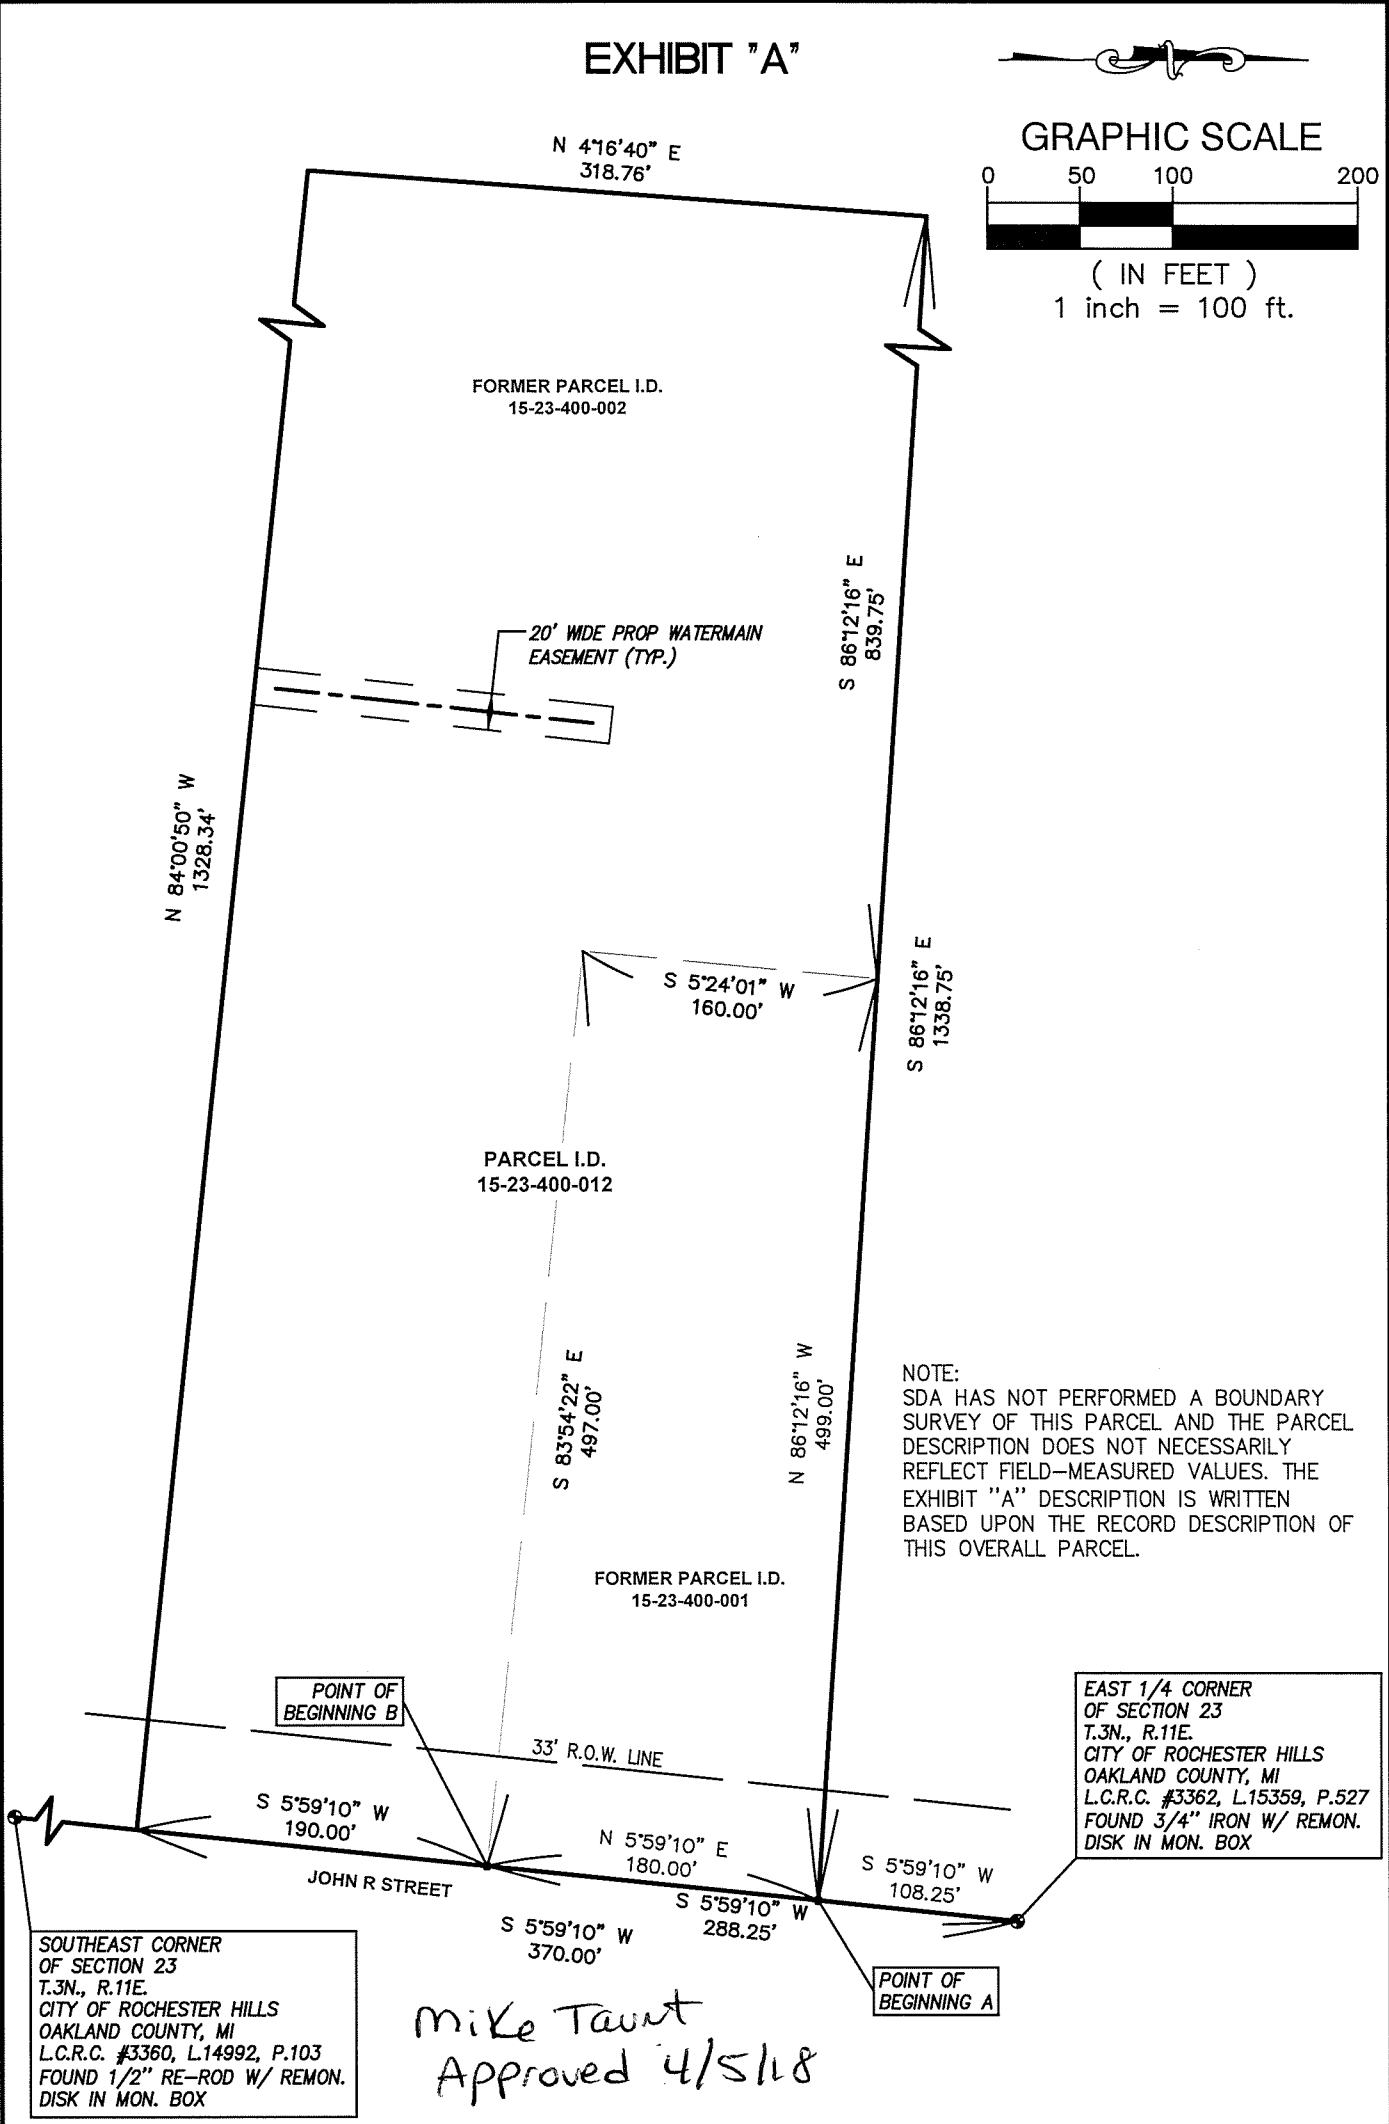 EXHIBIT "A"
GRAPHIC SCALE
0 50 100 200
( IN FEET )
1 inch = 100 ft.
N 4°16'40" E
318.76'
FORMER PARCEL I.D.
15-23-400-002
S 86°12'16" E
839.75'
20' WIDE PROP WATERMAIN
EASEMENT (TYP.)
N 84°00'50" W
1328.34'
S 5°24'01" W
160.00'
S 86°12'16" E
1338.75'
PARCEL I.D.
15-23-400-012
S 83°54'22" E
497.00'
N 86°12'16" W
499.00'
NOTE:
SDA HAS NOT PERFORMED A BOUNDARY
SURVEY OF THIS PARCEL AND THE PARCEL
DESCRIPTION DOES NOT NECESSARILY
REFLECT FIELD-MEASURED VALUES. THE
EXHIBIT "A" DESCRIPTION IS WRITTEN
BASED UPON THE RECORD DESCRIPTION OF
THIS OVERALL PARCEL.
FORMER PARCEL I.D.
15-23-400-001
POINT OF
BEGINNING B
33' R.O.W. LINE
EAST 1/4 CORNER
OF SECTION 23
T.3N., R.11E.
CITY OF ROCHESTER HILLS
OAKLAND COUNTY, MI
L.C.R.C. #3362, L.15359, P.527
FOUND 3/4" IRON W/ REMON.
DISK IN MON. BOX
S 5°59'10" W
190.00'
N 5°59'10" E
180.00'
S 5°59'10" W
108.25'
JOHN R STREET
S 5°59'10" W
288.25'
S 5°59'10" W
370.00'
POINT OF
BEGINNING A
SOUTHEAST CORNER
OF SECTION 23
T.3N., R.11E.
CITY OF ROCHESTER HILLS
OAKLAND COUNTY, MI
L.C.R.C. #3360, L.14992, P.103
FOUND 1/2" RE-ROD W/ REMON.
DISK IN MON. BOX
Mike Taunt
Approved 4/5/18